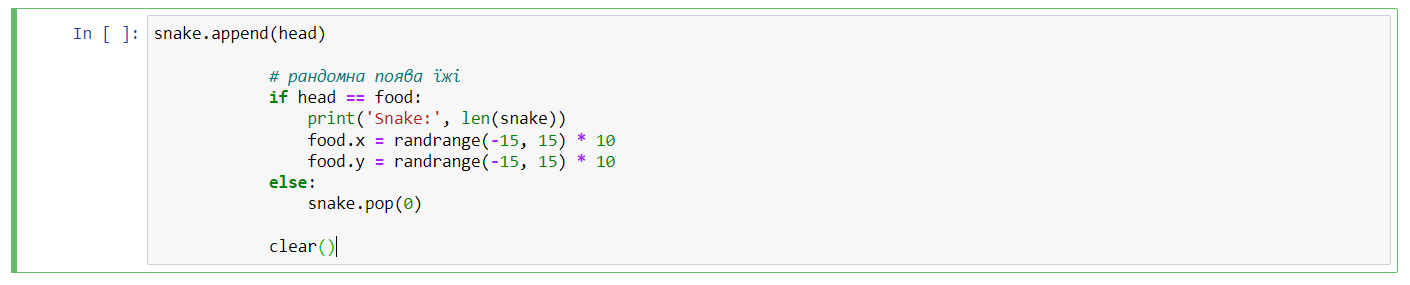 In [ ]: snake.append(head)
# рандомна поява їжі
if head == food:
print('Snake:', len(snake))
food.x = randrange(-15, 15) * 10
food.y = randrange(-15, 15) * 10
else:
snake.pop(0)
clear()